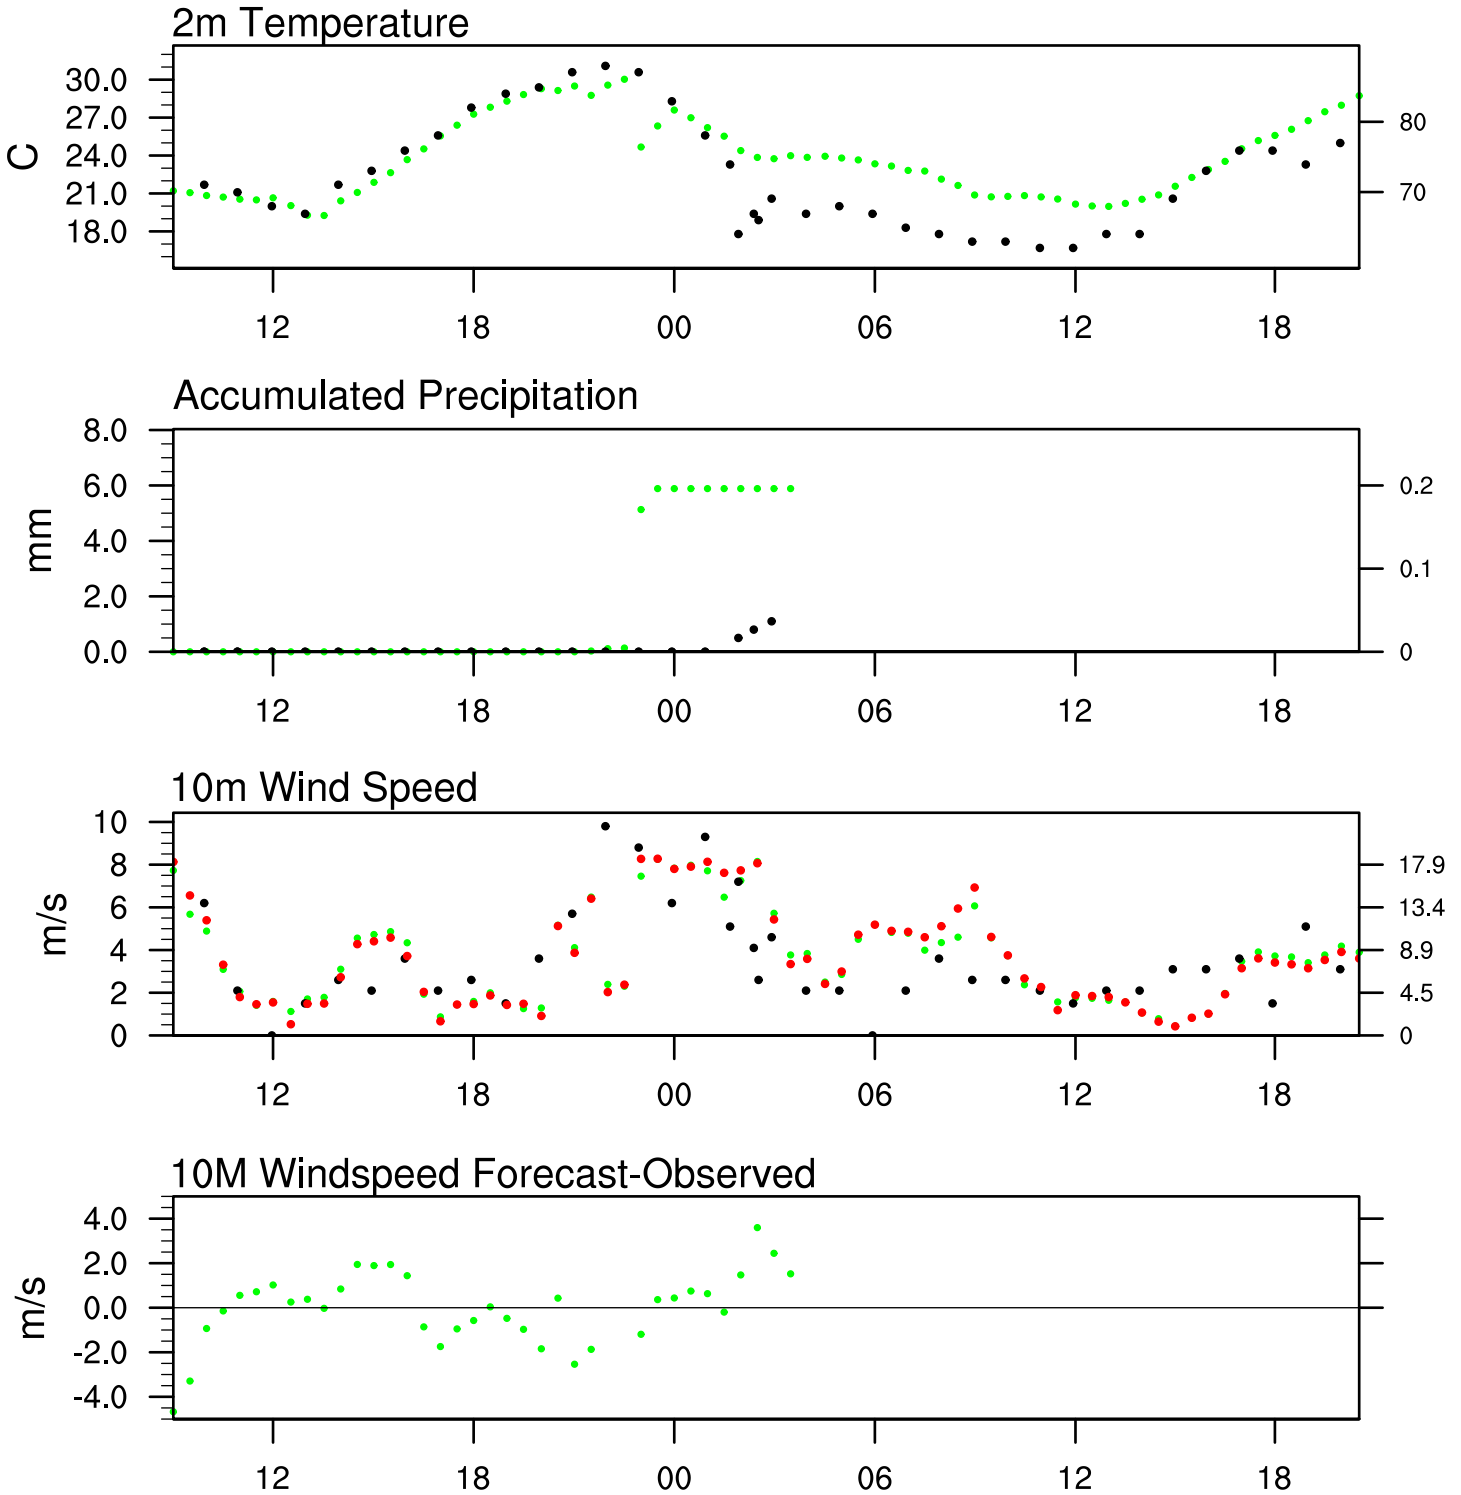 2m Temperature
30.0
27.0
24.0
21.0
18.0
C
80
70
12 18 00 06 12 18
Accumulated Precipitation
8.0
6.0
4.0
2.0
0.0
mm
0.2
0.1
0
12 18 00 06 12 18
10m Wind Speed
10
8
6
4
2
0
m/s
17.9
13.4
8.9
4.5
0
12 18 00 06 12 18
10M Windspeed Forecast-Observed
4.0
2.0
0.0
-2.0
-4.0
m/s
12 18 00 06 12 18